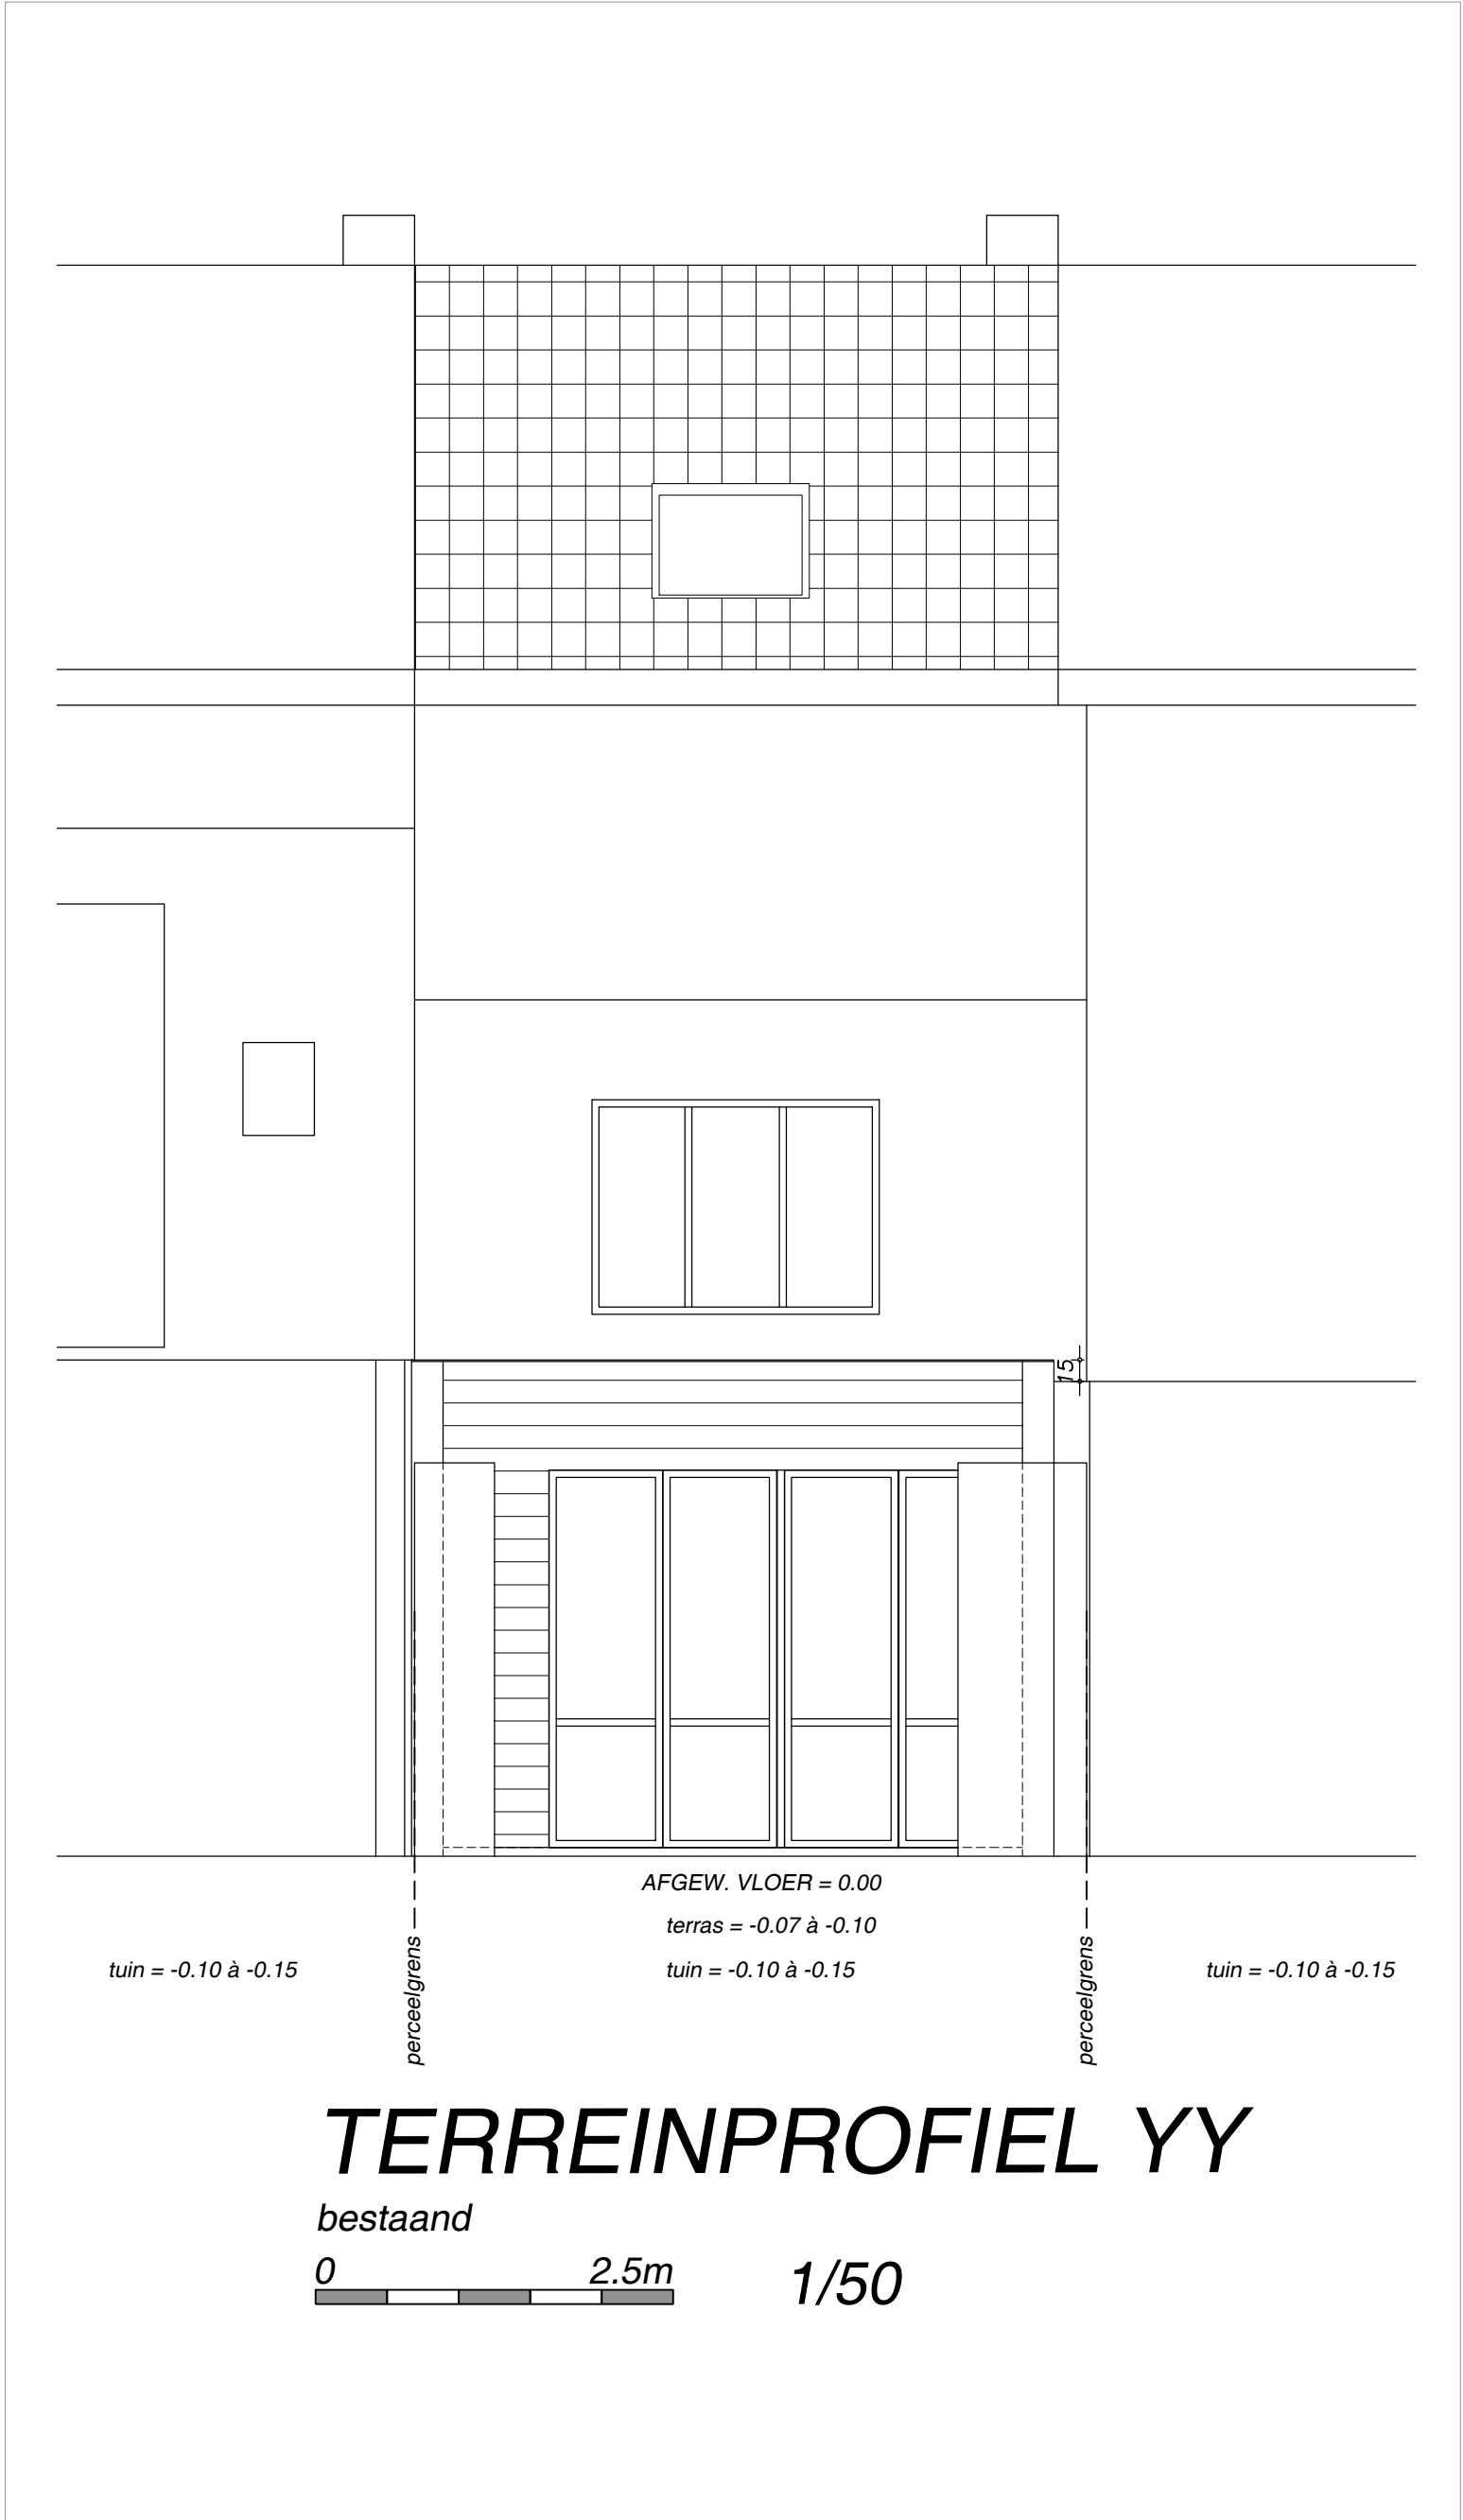 15
AFGEW. VLOER = 0.00
terras = -0.07 à -0.10
tuin = -0.10 à -0.15
tuin = -0.10 à -0.15
tuin = -0.10 à -0.15
perceelgrens
perceelgrens
TERREINPROFIEL YY
bestaand
0 2.5m
1/50